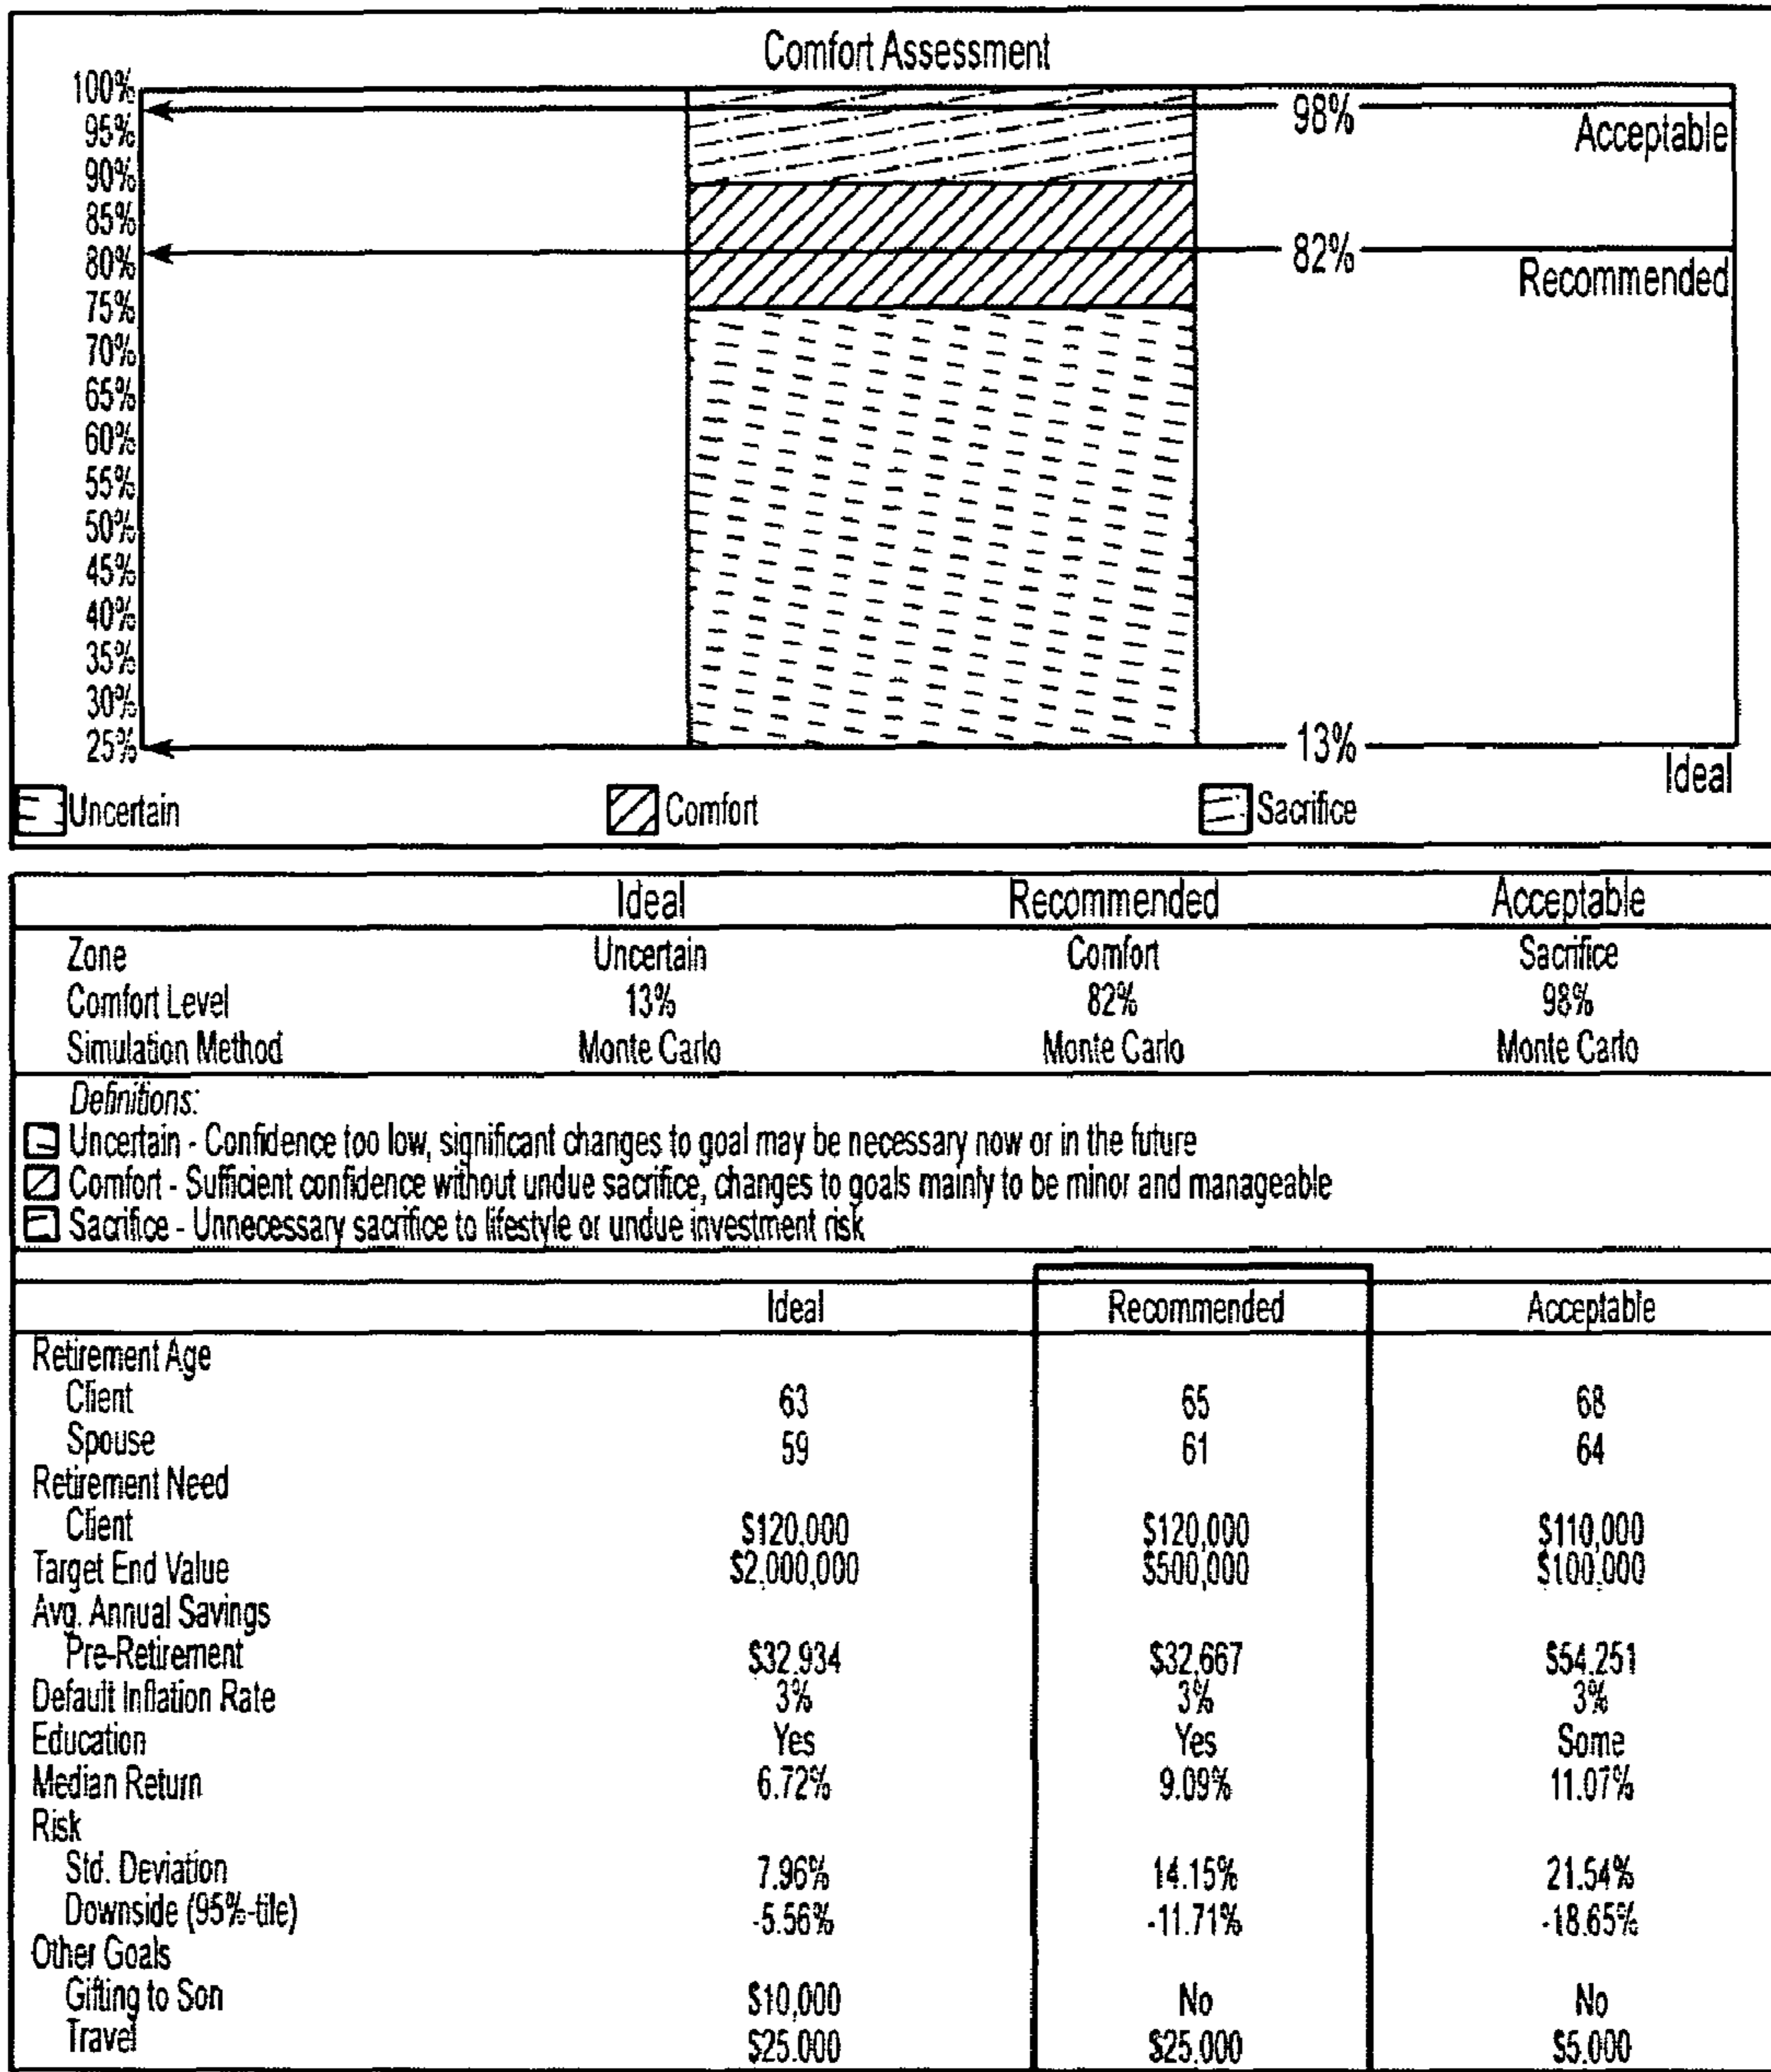 Comfort Assessment
100%
95%
90%
85%
80%
75%
70%
65%
60%
55%
50%
45%
40%
35%
30%
25%
98%
Acceptable
82%
Recommended
13%
Ideal
Uncertain Comfort Sacrifice
Ideal Recommended Acceptable
Zone Uncertain Comfort Sacrifice
Comfort Level 13% 82% 98%
Simulation Method Monte Carlo Monte Carlo Monte Carlo
Definitions:
Uncertain - Confidence too low, significant changes to goal may be necessary now or in the future
Comfort - Sufficient confidence without undue sacrifice, changes to goals mainly to be minor and manageable
Sacrifice - Unnecessary sacrifice to lifestyle or undue investment risk
Ideal Recommended Acceptable
Retirement Age
Client 63 65 68
Spouse 59 61 64
Retirement Need
Client $120,000 $120,000 $110,000
Target End Value $2,000,000 $500,000 $100,000
Avg. Annual Savings
Pre-Retirement $32,934 $32,667 $54,251
Default Inflation Rate 3% 3% 3%
Education Yes Yes Some
Median Return 6.72% 9.09% 11.07%
Risk
Std. Deviation 7.96% 14.15% 21.54%
Downside (95%-tile) -5.56% -11.71% -18.65%
Other Goals
Gifting to Son $10,000 No No
Travel $25,000 $25,000 $5,000